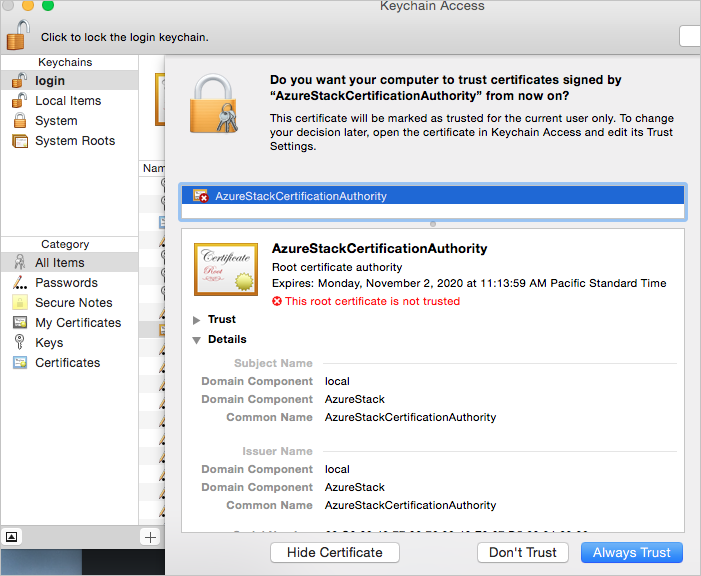 Keychain Access
Click to lock the login keychain.
Keychains
login
Local Items
System
System Roots
Category
All Items
Passwords
Secure Notes
My Certificates
Keys
Certificates
Do you want your computer to trust certificates signed by
“AzureStackCertificationAuthority” from now on?
This certificate will be marked as trusted for the current user only. To change
your decision later, open the certificate in Keychain Access and edit its Trust
Settings.
AzureStackCertificationAuthority
Certificate
Root
AzureStackCertificationAuthority
Root certificate authority
Expires: Monday, November 2, 2020 at 11:13:59 AM Pacific Standard Time
This root certificate is not trusted
Trust
Details
Subject Name
Domain Component local
Domain Component AzureStack
Common Name AzureStackCertificationAuthority
Issuer Name
Domain Component local
Domain Component AzureStack
Common Name AzureStackCertificationAuthority
Hide Certificate
Don't Trust
Always Trust